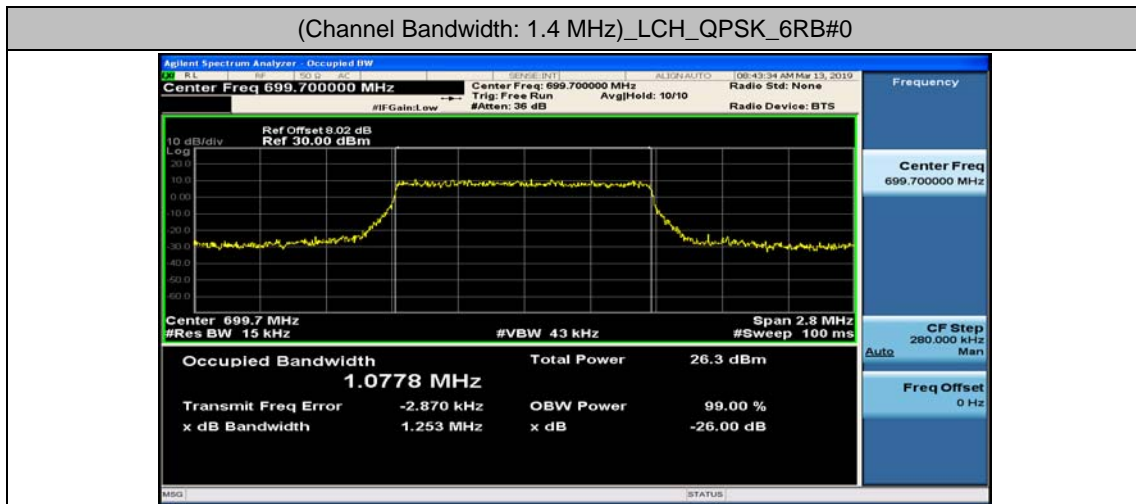 (Channel Bandwidth: 1.4 MHz)_LCH_QPSK_6RB#0
Agilent Spectrum Analyzer - Occupied BW
RL RF 50 Ω AC SENSE:INT ALIGN AUTO 08:43:34 AM Mar 13, 2019
Center Freq 699.700000 MHz
Center Freq: 699.700000 MHz
Radio Std: None
Trig: Free Run Avg|Hold: 10/10
#IFGain:Low #Atten: 36 dB Radio Device: BTS
Ref Offset 8.02 dB
10 dB/div Ref 30.00 dBm
Log
20.0
10.0
0.00
-10.0
-20.0
-30.0
-40.0
-50.0
-60.0
Center 699.7 MHz Span 2.8 MHz
#Res BW 15 kHz #VBW 43 kHz #Sweep 100 ms
Occupied Bandwidth Total Power 26.3 dBm
1.0778 MHz
Transmit Freq Error -2.870 kHz OBW Power 99.00 %
x dB Bandwidth 1.253 MHz x dB -26.00 dB
MSG STATUS
Frequency
Center Freq
699.700000 MHz
CF Step
280.000 kHz
Auto Man
Freq Offset
0 Hz